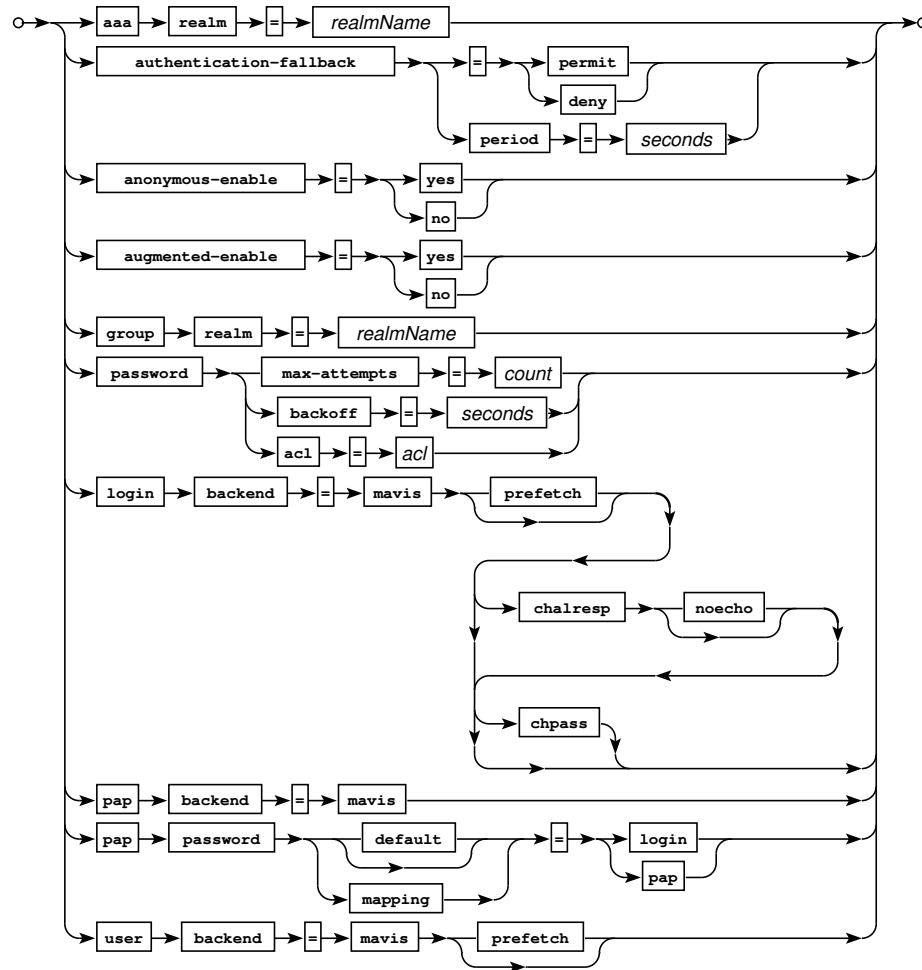 aaa realm = realmName
authentication-fallback = permit
deny
period = seconds
anonymous-enable = yes
no
augmented-enable = yes
no
group realm = realmName
password max-attempts = count
backoff = seconds
acl = acl
login backend = mavis prefetch
chalresp noecho
chpass
pap backend = mavis
pap password default = login
pap
mapping
user backend = mavis prefetch